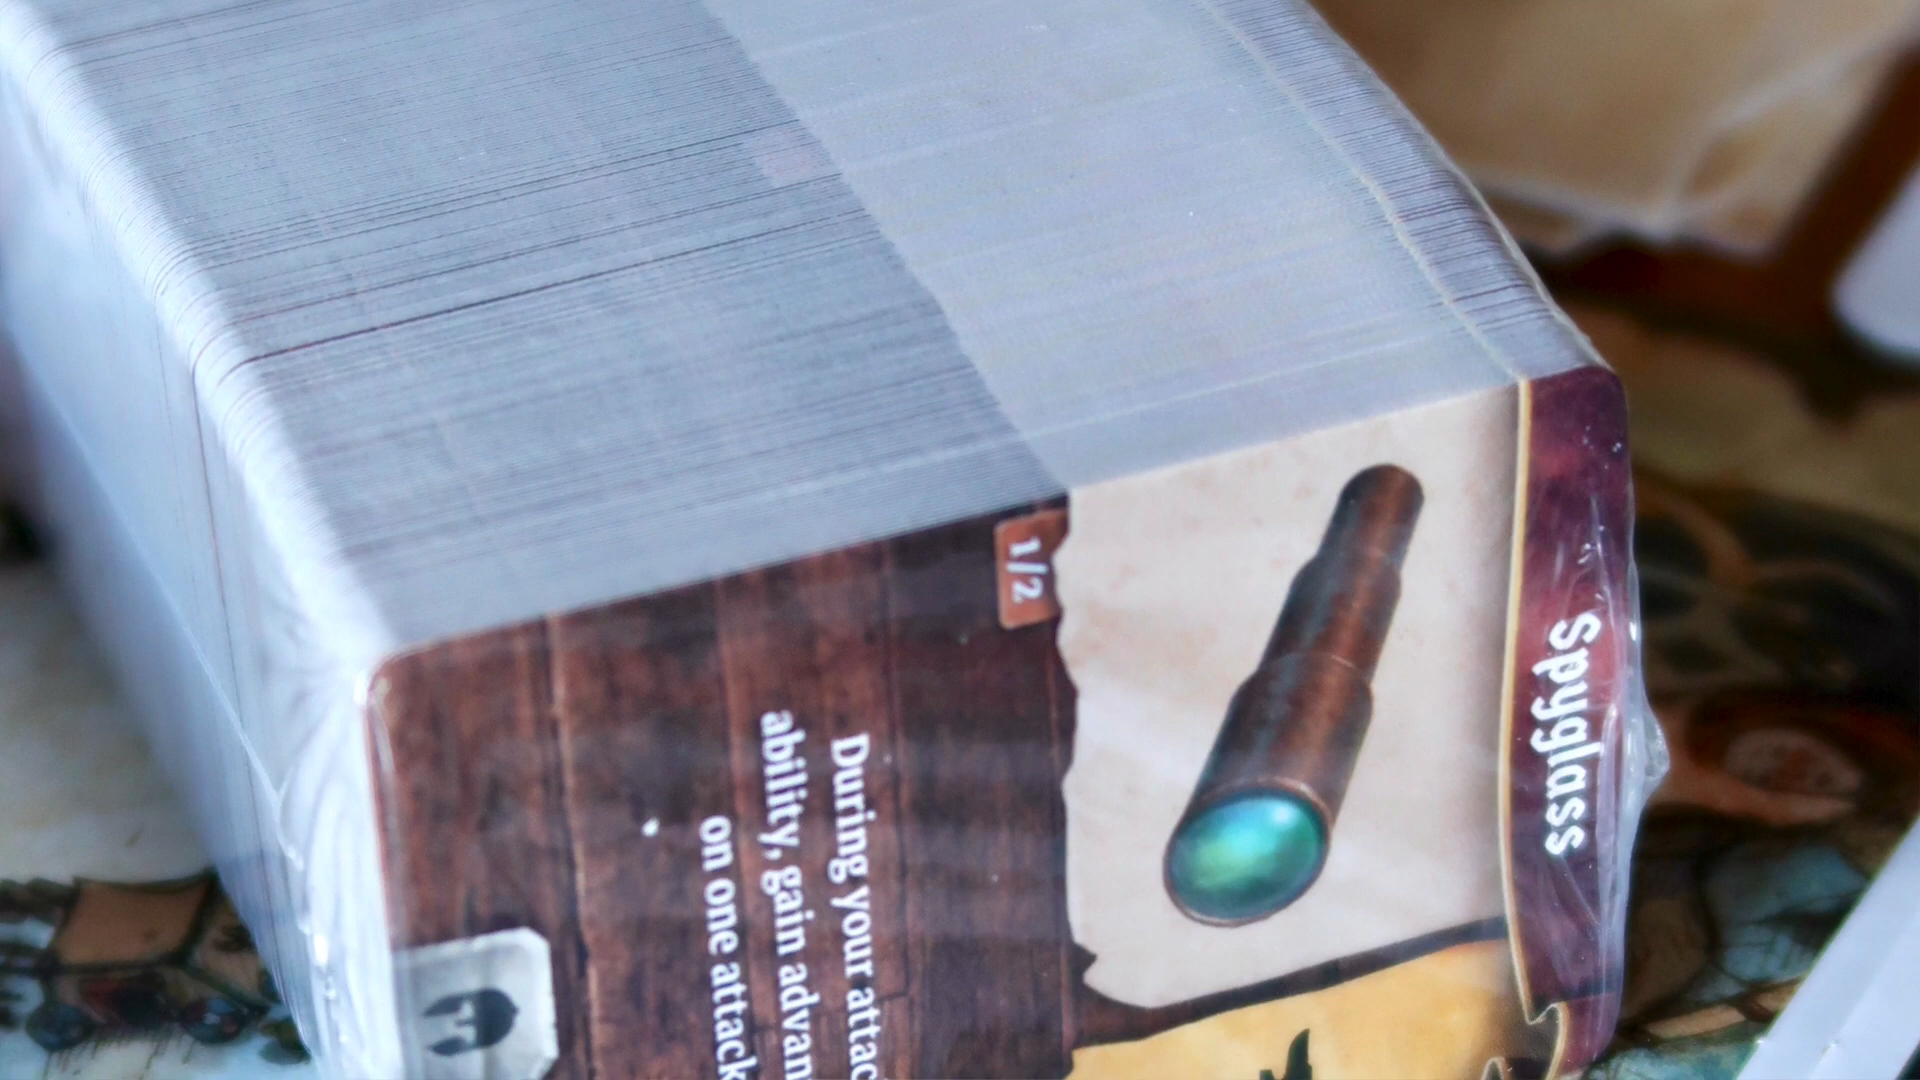 Spyglass
1/2
During your attac
ability, gain advan
on one attack